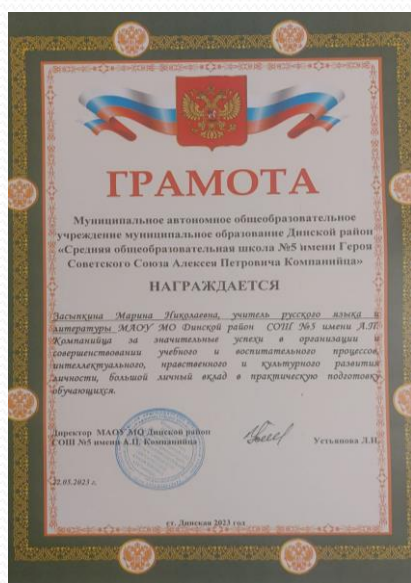 ГРАМОТА
Муниципальное автономное общеобразовательное
учреждение муниципальное образование Динской район
«Средняя общеобразовательная школа №5 имени Героя
Советского Союза Алексея Петровича Компанийца»
НАГРАЖДАЕТСЯ
Засыпкина Марина Николаевна, учитель русского языка и
литературы МАОУ МО Динской район СОШ №5 имени А.П.
Компанийца за значительные успехи в организации и
совершенствовании учебного и воспитательного процессов,
интеллектуального, нравственного и культурного развития
личности, большой личный вклад в практическую подготовку
обучающихся.
Директор МАОУ МО Динской район
СОШ №5 имени А.П. Компанийца
Устьянова Л.Н.
22.05.2023 г.
ст. Динская 2023 год